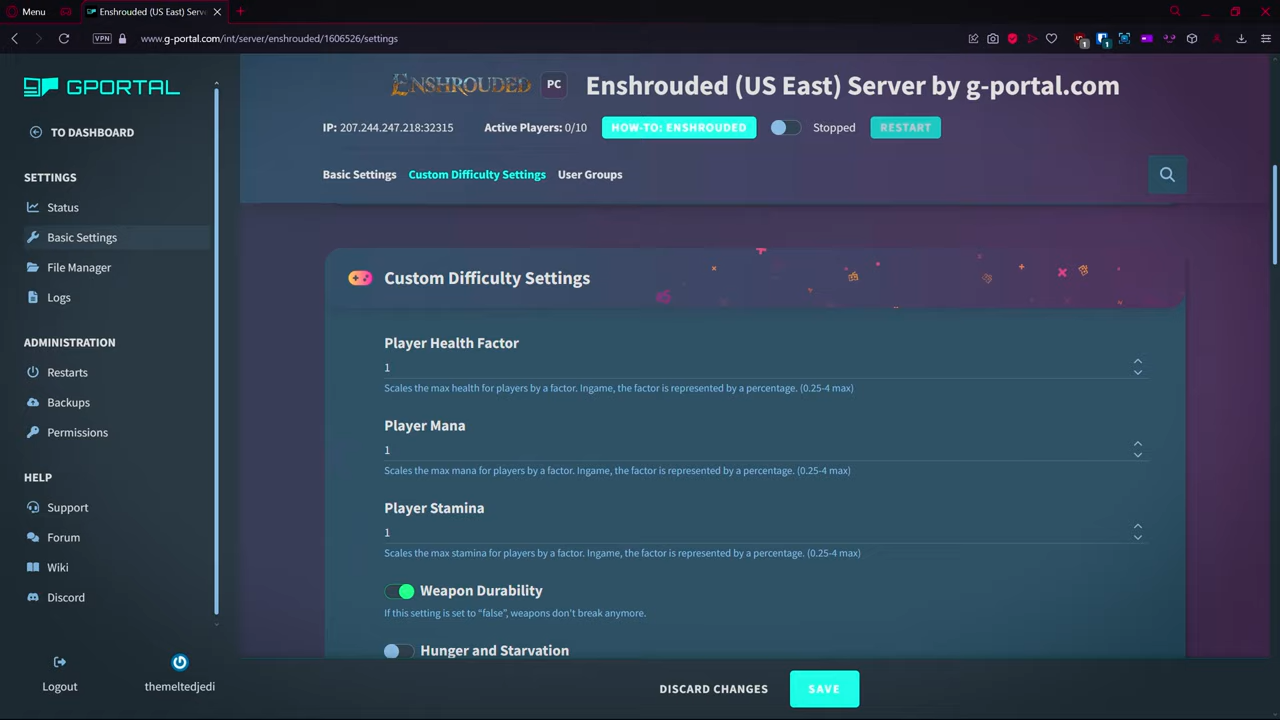 Menu
Enshrouded (US East) Serv
VPN
www.g-portal.com/int/server/enshrouded/1606526/settings
1
1
GPORTAL
TO DASHBOARD
SETTINGS
Status
Basic Settings
File Manager
Logs
ADMINISTRATION
Restarts
Backups
Permissions
HELP
Support
Forum
Wiki
Discord
Logout
themeltedjedi
ENSHROUDED
PC
Enshrouded (US East) Server by g-portal.com
IP: 207.244.247.218:32315
Active Players: 0/10
HOW-TO: ENSHROUDED
Stopped
RESTART
Basic Settings
Custom Difficulty Settings
User Groups
Custom Difficulty Settings
Player Health Factor
1
Scales the max health for players by a factor. Ingame, the factor is represented by a percentage. (0.25-4 max)
Player Mana
1
Scales the max mana for players by a factor. Ingame, the factor is represented by a percentage. (0.25-4 max)
Player Stamina
1
Scales the max stamina for players by a factor. Ingame, the factor is represented by a percentage. (0.25-4 max)
Weapon Durability
If this setting is set to “false”, weapons don't break anymore.
Hunger and Starvation
DISCARD CHANGES
SAVE